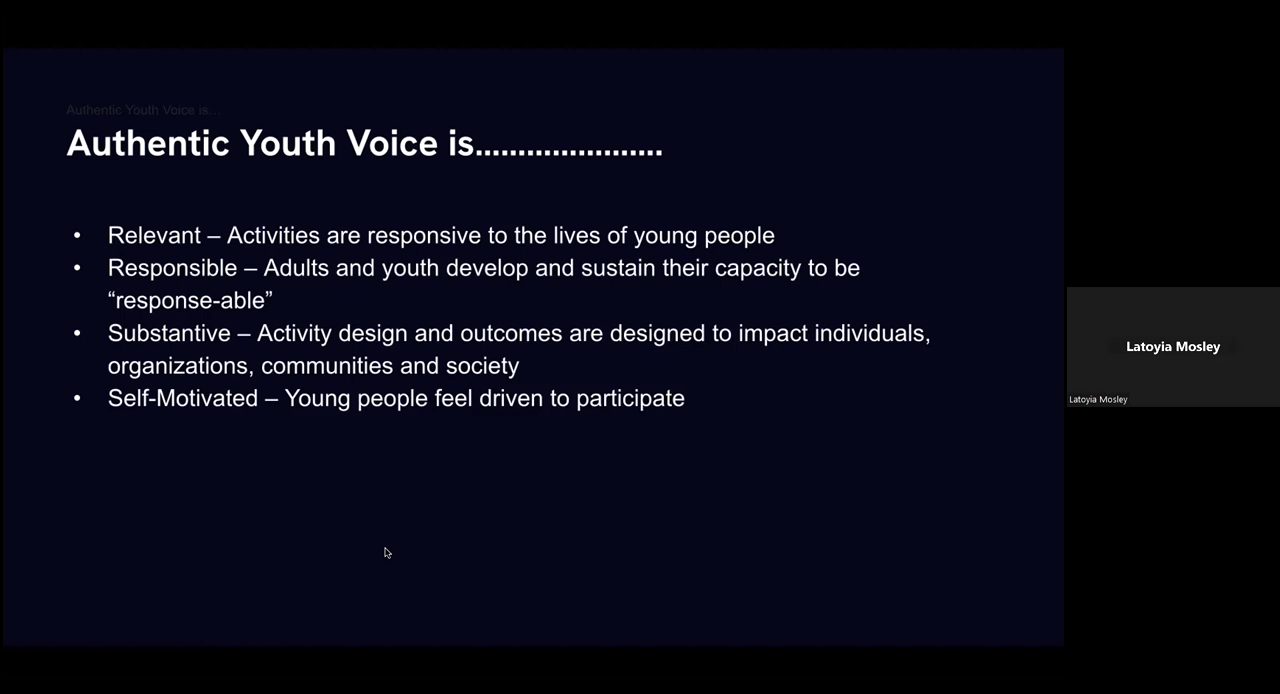 Authentic Youth Voice is...
Authentic Youth Voice is......................
• Relevant – Activities are responsive to the lives of young people
• Responsible – Adults and youth develop and sustain their capacity to be
“response-able”
• Substantive – Activity design and outcomes are designed to impact individuals,
organizations, communities and society
• Self-Motivated – Young people feel driven to participate
Latoyia Mosley
Latoyia Mosley